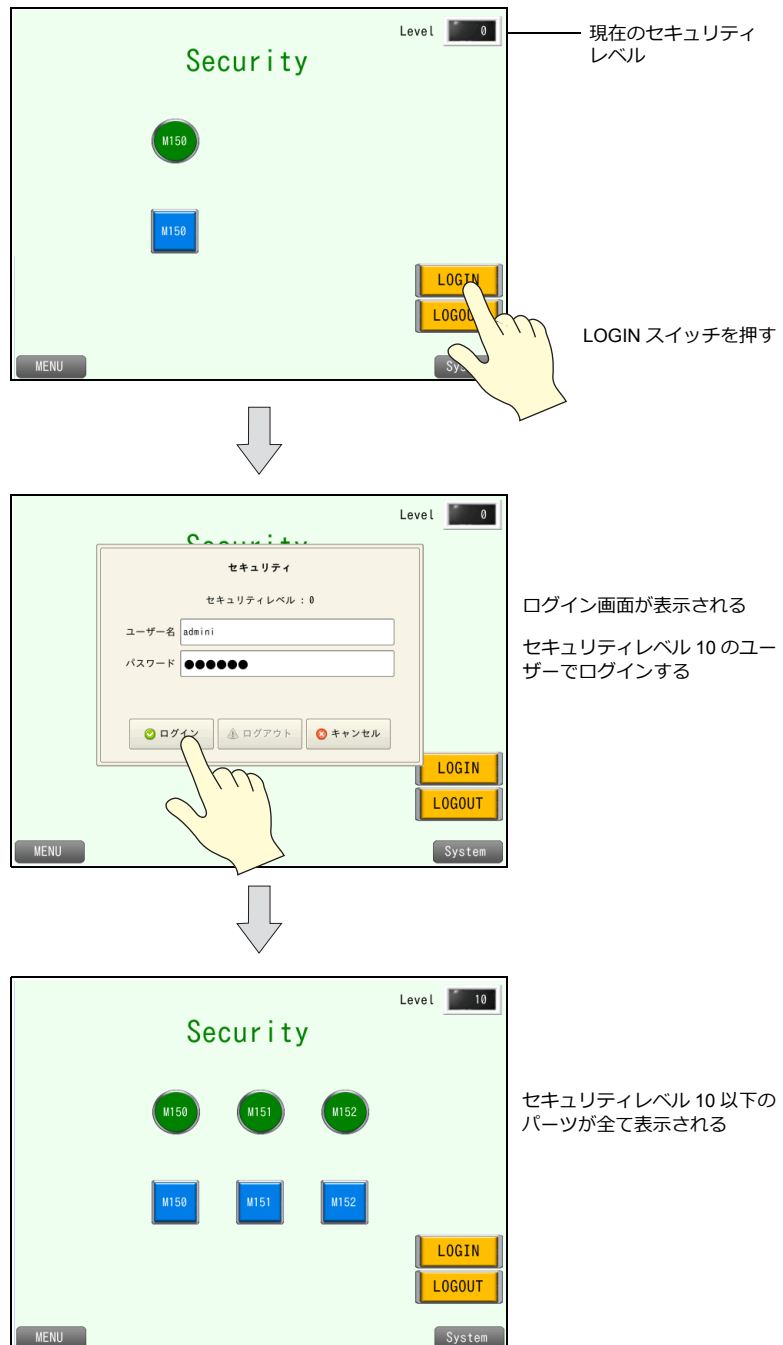 Level 0
現在のセキュリティ
レベル
Security
M150
M150
LOGIN
LOGOU
LOGIN スイッチを押す
MENU
Sy
Level 0
Security
セキュリティ
セキュリティレベル : 0
ユーザー名 admini
パスワード ●●●●●●
ログイン ログアウト キャンセル
ログイン画面が表示される
セキュリティレベル 10 のユー
ザーでログインする
LOGIN
LOGOUT
MENU System
Level 10
Security
M150 M151 M152
M150 M151 M152
セキュリティレベル 10 以下の
パーツが全て表示される
LOGIN
LOGOUT
MENU System